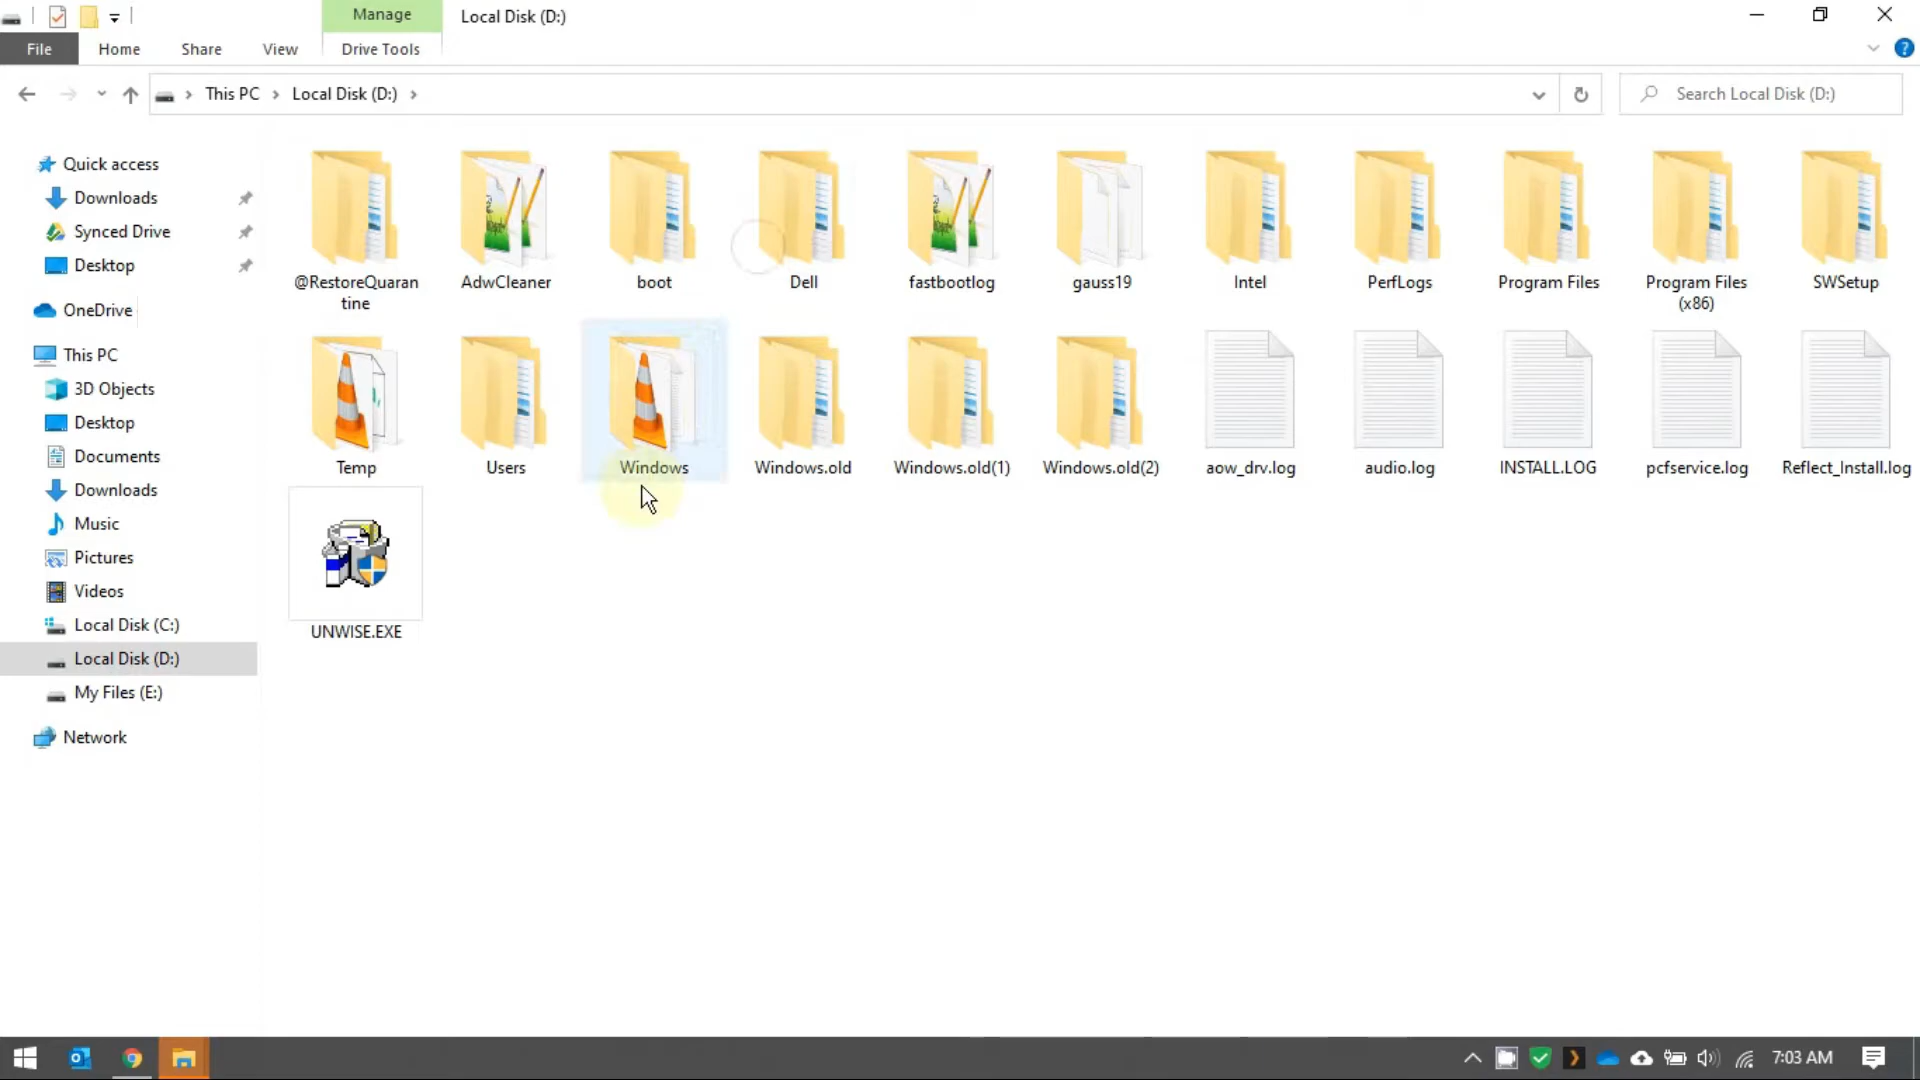 Manage
Local Disk (D:)
File
Home
Share
View
Drive Tools
?
This PC
Local Disk (D:)
Search Local Disk (D:)
Quick access
Downloads
Synced Drive
Desktop
OneDrive
This PC
3D Objects
Desktop
Documents
Downloads
Music
Pictures
Videos
Local Disk (C:)
Local Disk (D:)
My Files (E:)
Network
@RestoreQuaran
tine
AdwCleaner
boot
Dell
fastbootlog
gauss19
Intel
PerfLogs
Program Files
Program Files
(x86)
SWSetup
Temp
Users
Windows
Windows.old
Windows.old(1)
Windows.old(2)
aow_drv.log
audio.log
INSTALL.LOG
pcfservice.log
Reflect_Install.log
UNWISE.EXE
7:03 AM